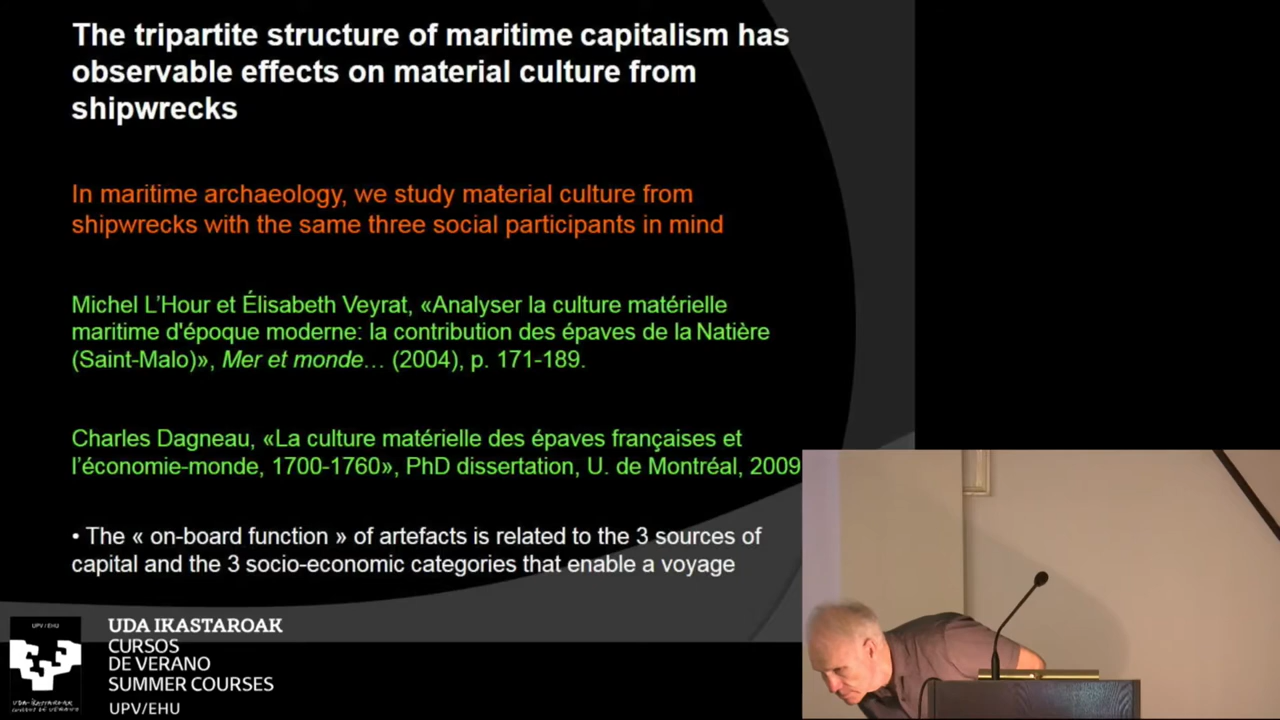 The tripartite structure of maritime capitalism has
observable effects on material culture from
shipwrecks
In maritime archaeology, we study material culture from
shipwrecks with the same three social participants in mind
Michel L’Hour et Élisabeth Veyrat, «Analyser la culture matérielle
maritime d'époque moderne: la contribution des épaves de la Natière
(Saint-Malo)», Mer et monde… (2004), p. 171-189.
Charles Dagneau, «La culture matérielle des épaves françaises et
l’économie-monde, 1700-1760», PhD dissertation, U. de Montréal, 2009
• The « on-board function » of artefacts is related to the 3 sources of
capital and the 3 socio-economic categories that enable a voyage
UPV / EHU
UDA IKASTAROAK
CURSOS
DE VERANO
SUMMER COURSES
UPV/EHU